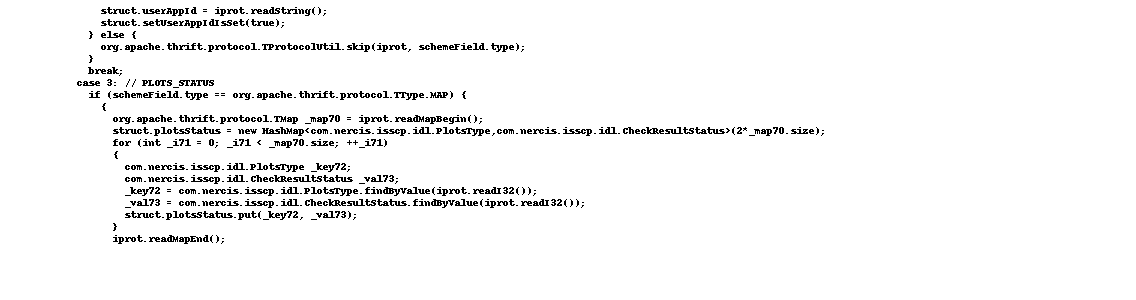 struct.userAppId = iprot.readString();
struct.setUserAppIdIsSet(true);
} else {
org.apache.thrift.protocol.TProtocolUtil.skip(iprot, schemeField.type);
}
break;
case 3: // PLOTS_STATUS
if (schemeField.type == org.apache.thrift.protocol.TType.MAP) {
{
org.apache.thrift.protocol.TMap _map70 = iprot.readMapBegin();
struct.plotsStatus = new HashMap<com.nercis.isscp.idl.PlotsType,com.nercis.isscp.idl.CheckResultStatus>(2*_map70.size);
for (int _i71 = 0; _i71 < _map70.size; ++_i71)
{
com.nercis.isscp.idl.PlotsType _key72;
com.nercis.isscp.idl.CheckResultStatus _val73;
_key72 = com.nercis.isscp.idl.PlotsType.findByValue(iprot.readI32());
_val73 = com.nercis.isscp.idl.CheckResultStatus.findByValue(iprot.readI32());
struct.plotsStatus.put(_key72, _val73);
}
iprot.readMapEnd();